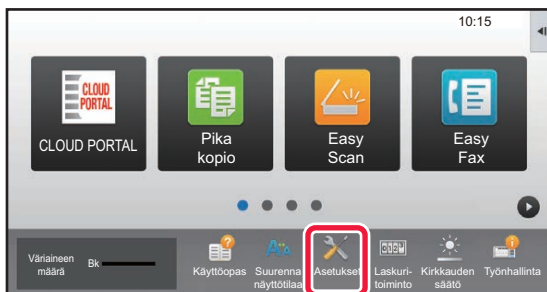 10:15
CLOUD
PORTAL
CLOUD PORTAL
Pika
kopio
Easy
Scan
Easy
Fax
Väriaineen
määrä
Bk
Käyttöopas
Suurenna
näyttötilaa
Asetukset
Laskuri-
toiminto
Kirkkauden
säätö
Työnhallinta